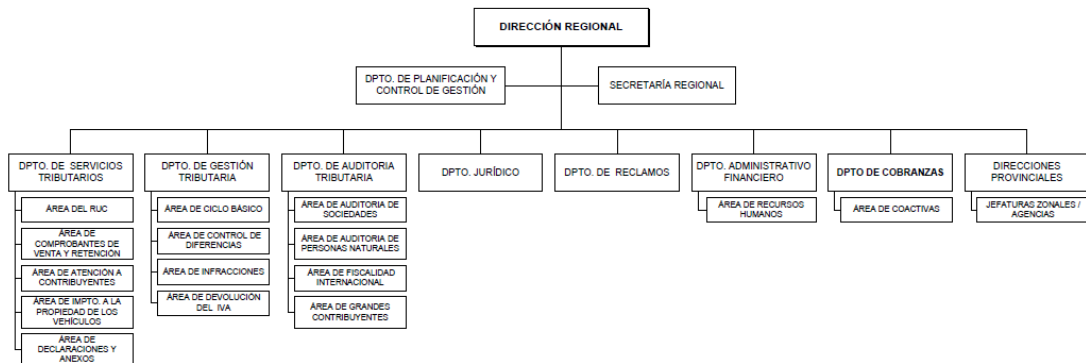 DIRECCIÓN REGIONAL
DPTO. DE PLANIFICACIÓN Y
CONTROL DE GESTIÓN
SECRETARÍA REGIONAL
DPTO. DE SERVICIOS
TRIBUTARIOS
DPTO. DE GESTIÓN
TRIBUTARIA
DPTO. DE AUDITORIA
TRIBUTARIA
DPTO. JURÍDICO
DPTO. DE RECLAMOS
DPTO. ADMINISTRATIVO
FINANCIERO
DPTO DE COBRANZAS
DIRECCIONES
PROVINCIALES
ÁREA DEL RUC
ÁREA DE
COMPROBANTES DE
VENTA Y RETENCIÓN
ÁREA DE ATENCIÓN A
CONTRIBUYENTES
ÁREA DE IMPTO. A LA
PROPIEDAD DE LOS
VEHÍCULOS
ÁREA DE
DECLARACIONES Y
ANEXOS
ÁREA DE CICLO BÁSICO
ÁREA DE CONTROL DE
DIFERENCIAS
ÁREA DE INFRACCIONES
ÁREA DE DEVOLUCIÓN
DEL IVA
ÁREA DE AUDITORIA DE
SOCIEDADES
ÁREA DE AUDITORIA DE
PERSONAS NATURALES
ÁREA DE FISCALIDAD
INTERNACIONAL
ÁREA DE GRANDES
CONTRIBUYENTES
ÁREA DE RECURSOS
HUMANOS
ÁREA DE COACTIVAS
JEFATURAS ZONALES /
AGENCIAS